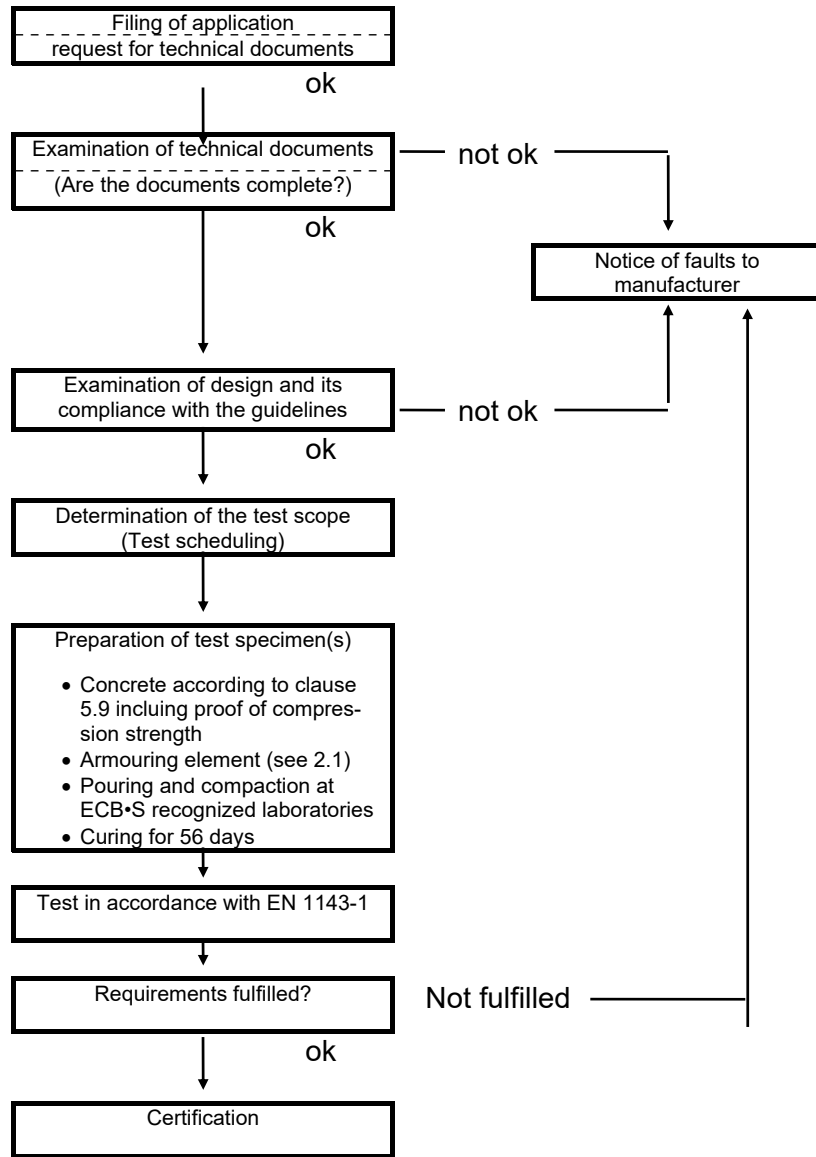 Filing of application
request for technical documents
ok
Examination of technical documents
(Are the documents complete?)
not ok
ok
Notice of faults to
manufacturer
Examination of design and its
compliance with the guidelines
not ok
ok
Determination of the test scope
(Test scheduling)
Preparation of test specimen(s)
• Concrete according to clause
5.9 incluing proof of compres-
sion strength
• Armouring element (see 2.1)
• Pouring and compaction at
ECB•S recognized laboratories
• Curing for 56 days
Test in accordance with EN 1143-1
Requirements fulfilled?
Not fulfilled
ok
Certification